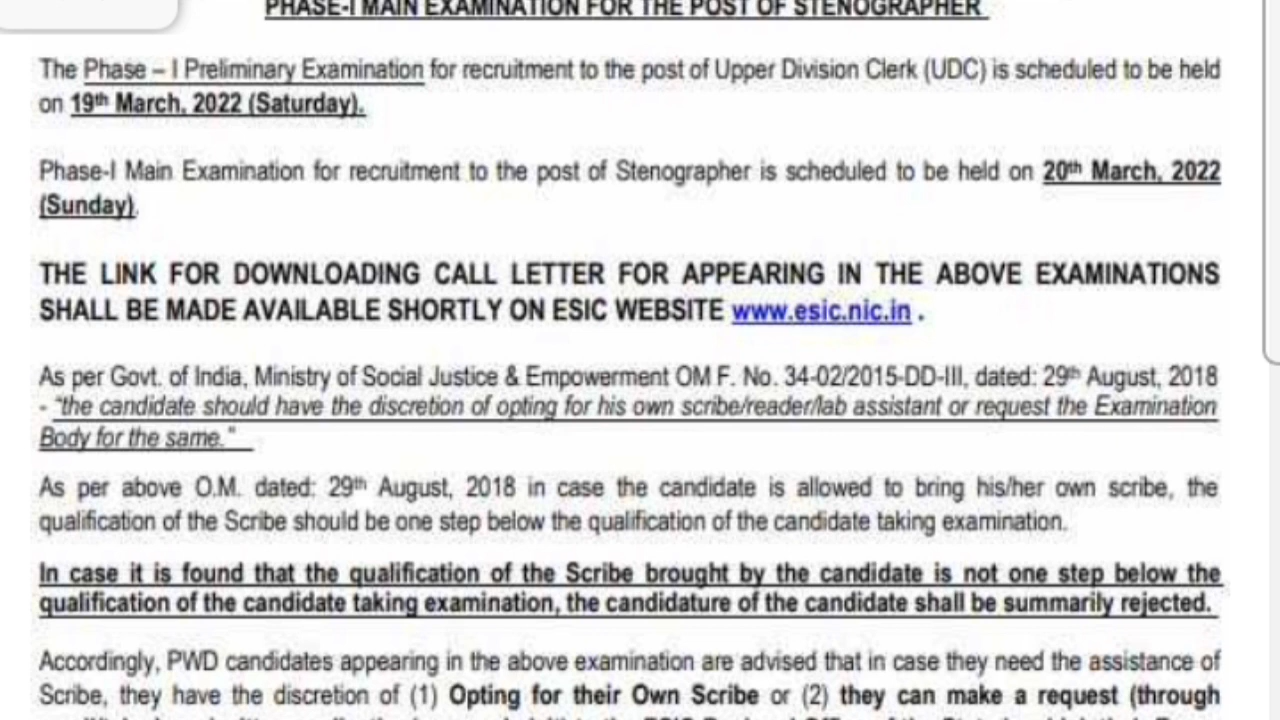 PHASE-I MAIN EXAMINATION FOR THE POST OF STENOGRAPHER
The Phase – I Preliminary Examination for recruitment to the post of Upper Division Clerk (UDC) is scheduled to be held
on 19th March, 2022 (Saturday).
Phase-I Main Examination for recruitment to the post of Stenographer is scheduled to be held on 20th March, 2022
(Sunday).
THE LINK FOR DOWNLOADING CALL LETTER FOR APPEARING IN THE ABOVE EXAMINATIONS
SHALL BE MADE AVAILABLE SHORTLY ON ESIC WEBSITE www.esic.nic.in .
As per Govt. of India, Ministry of Social Justice & Empowerment OM F. No. 34-02/2015-DD-III, dated: 29th August, 2018
- "the candidate should have the discretion of opting for his own scribe/reader/lab assistant or request the Examination
Body for the same."
As per above O.M. dated: 29th August, 2018 in case the candidate is allowed to bring his/her own scribe, the
qualification of the Scribe should be one step below the qualification of the candidate taking examination.
In case it is found that the qualification of the Scribe brought by the candidate is not one step below the
qualification of the candidate taking examination, the candidature of the candidate shall be summarily rejected.
Accordingly, PWD candidates appearing in the above examination are advised that in case they need the assistance of
Scribe, they have the discretion of (1) Opting for their Own Scribe or (2) they can make a request (through